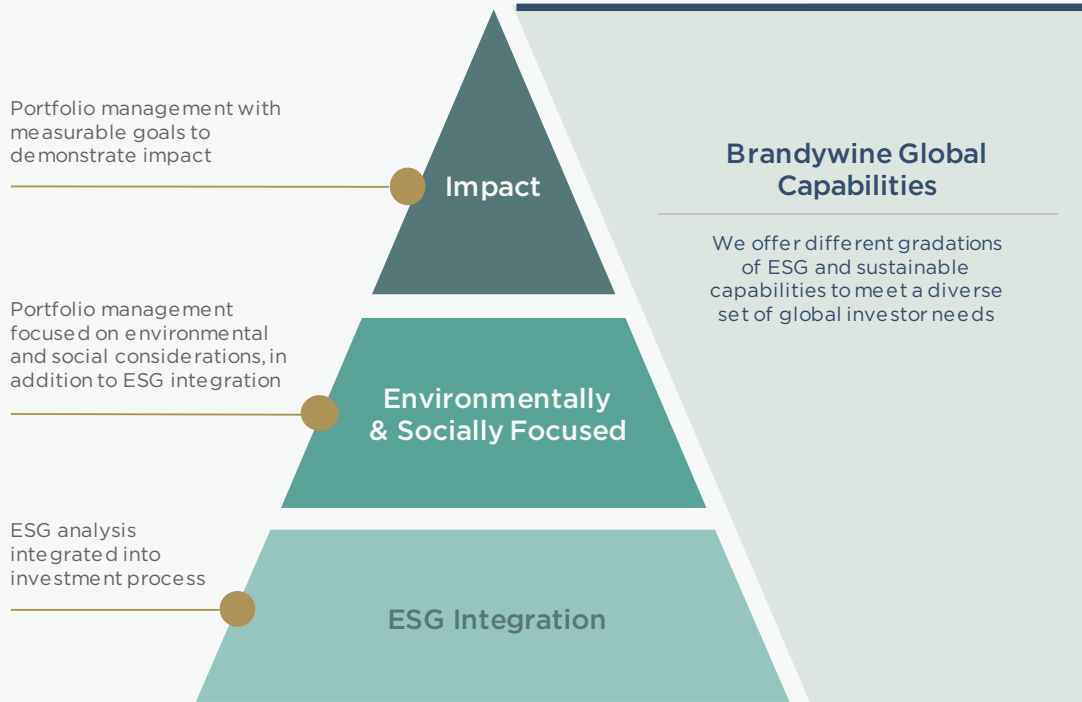 Portfolio management with
measurable goals to
demonstrate impact
Impact
Brandywine Global
Capabilities
We offer different gradations
of ESG and sustainable
capabilities to meet a diverse
set of global investor needs
Portfolio management
focused on environmental
and social considerations, in
addition to ESG integration
Environmentally
& Socially Focused
ESG analysis
integrated into
investment process
ESG Integration